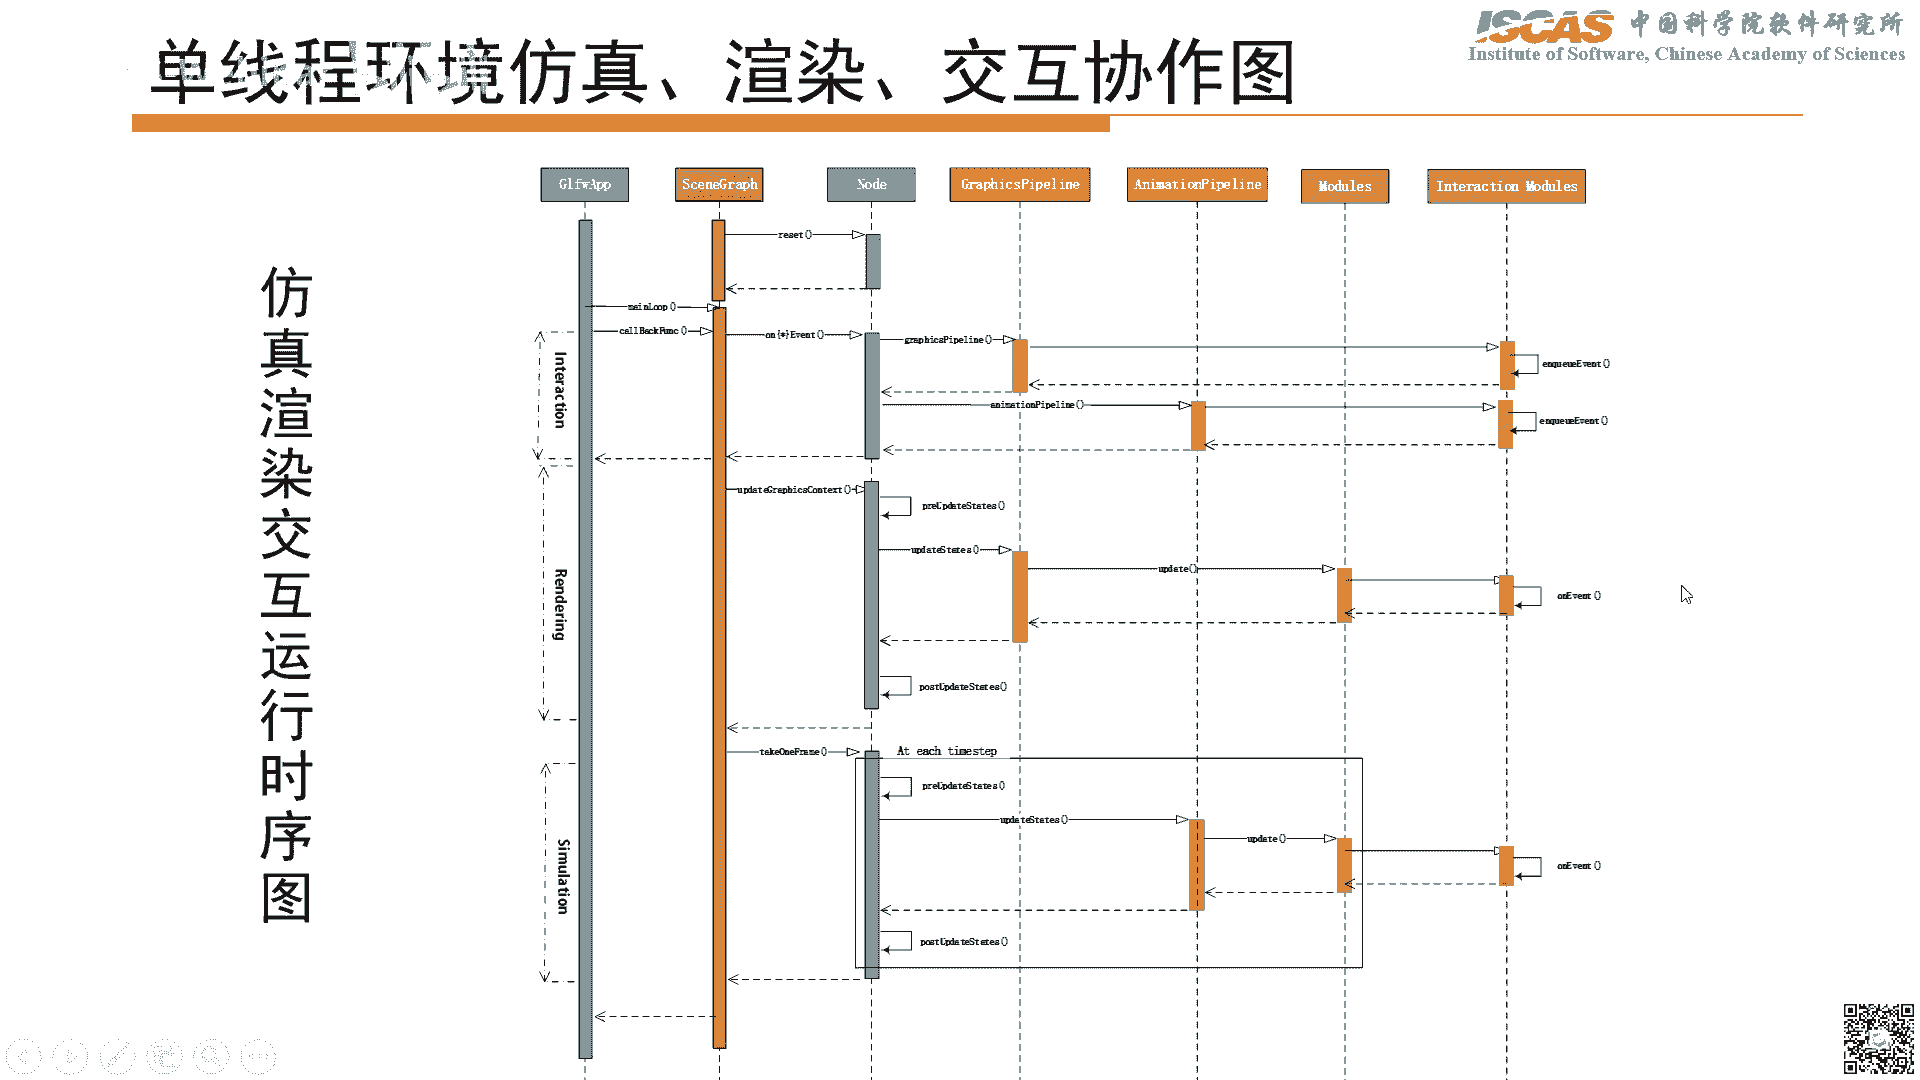 ISCAS 中国科学院软件研究所
Institute of Software, Chinese Academy of Sciences
单线程环境仿真、渲染、交互协作图
仿真渲染交互运行时序图
GlfwApp
SceneGraph
Node
GraphicsPipeline
AnimationPipeline
Modules
Interaction Modules
reset()
mainLoop()
callBackFunc()
on{*}Event()
graphicsPipeline()
enqueueEvent()
Interaction
animationPipeline()
enqueueEvent()
updateGraphicsContext()
preUpdateStates()
updateStates()
update()
onEvent()
Rendering
postUpdateStates()
takeOneFrame()
At each timestep
preUpdateStates()
updateStates()
update()
onEvent()
Simulation
postUpdateStates()